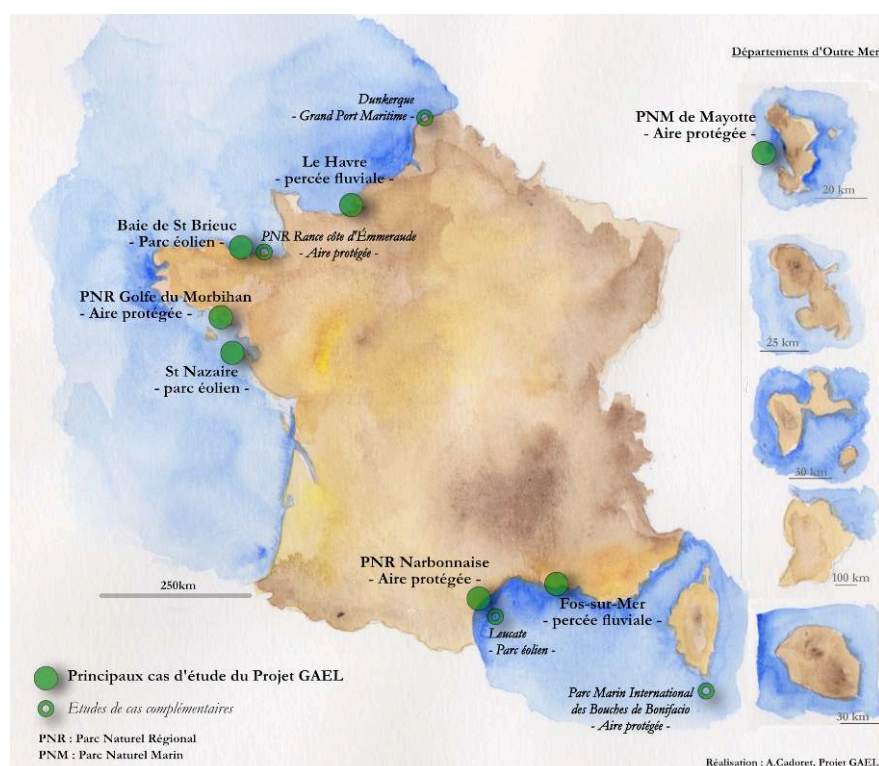 Départements d'Outre Mer
Dunkerque
- Grand Port Maritime -
PNM de Mayotte
- Aire protégée -
Le Havre
- percée fluviale -
20 km
Baie de St Brieuc
- Parc éolien -
PNR Rance côte d'Émmeraude
- Aire protégée -
PNR Golfe du Morbihan
- Aire protégée -
25 km
St Nazaire
- parc éolien -
30 km
PNR Narbonnaise
- Aire protégée -
250km
100 km
Fos-sur-Mer
- percée fluviale -
Leucate
- Parc éolien -
Principaux cas d'étude du Projet GAEL
Etudes de cas complémentaires
Parc Marin International
des Bouches de Bonifacio
- Aire protégée -
30 km
PNR : Parc Naturel Régional
PNM : Parc Naturel Marin
Réalisation : A.Cadoret, Projet GAEL